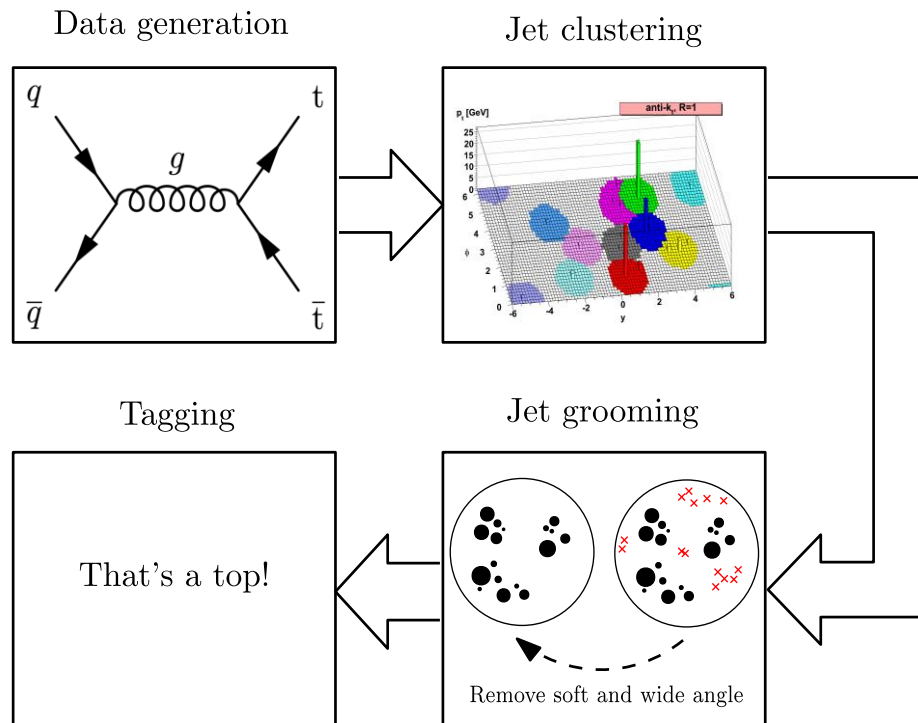 Data generation
Jet clustering
q
t
g
q̅
t̅
anti-kₜ, R=1
pₜ [GeV]
25
20
15
10
5
0
6
5
4
3
2
1
0
ϕ
-6
-4
-2
0
2
4
6
y
Tagging
Jet grooming
That's a top!
Remove soft and wide angle